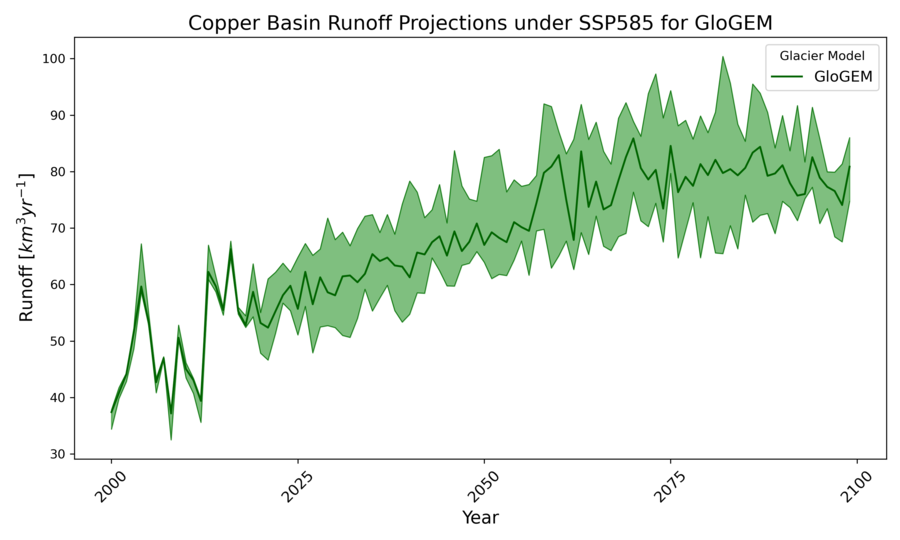 Copper Basin Runoff Projections under SSP585 for GloGEM
Glacier Model
GloGEM
100
90
80
70
60
50
40
30
Runoff [km³yr⁻¹]
2000
2025
2050
2075
2100
Year